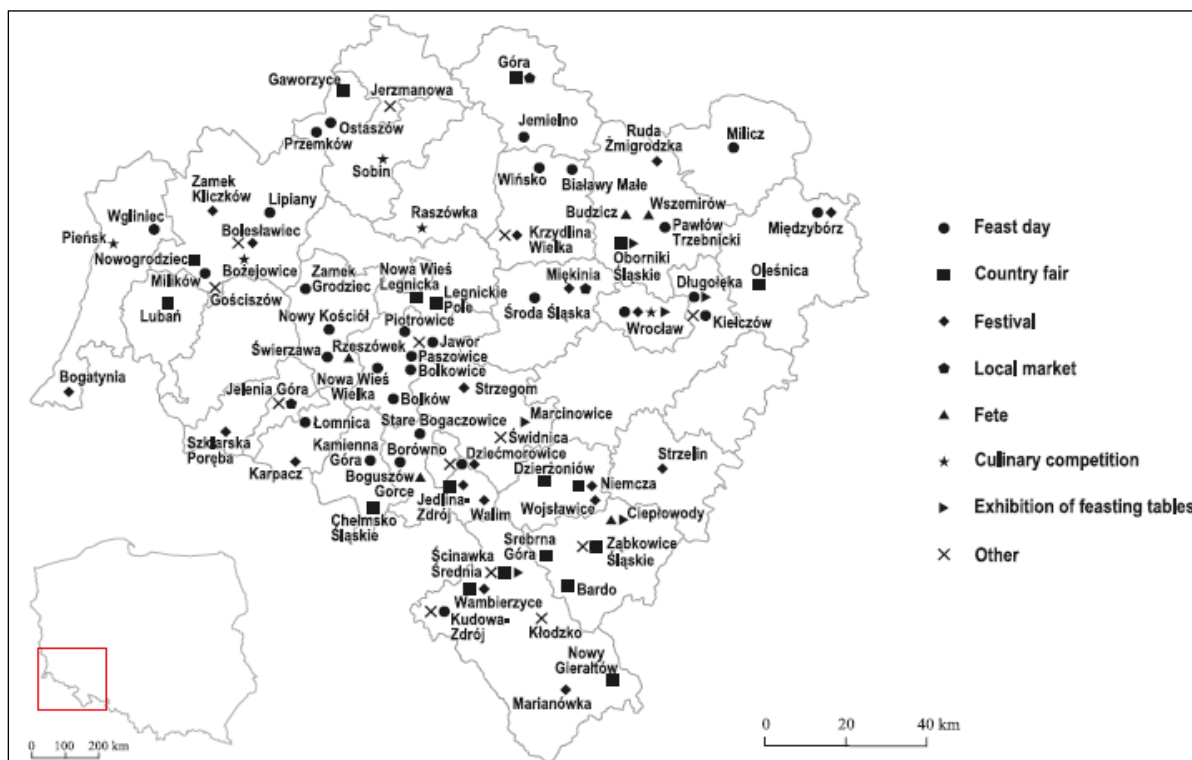 Góra
Gaworzyce
Jerzmanowa
Ostaszów
Przemków
Jemielno
Ruda
Żmigrodzka
Milicz
Sobin
Wińsko
Białawy Małe
Zamek
Kliczków
Lipiany
Wgliniec
Raszówka
Budzicz
Wszemirów
Pieńsk
Bolesławiec
Krzydlina
Wielka
Pawłów
Trzebnicki
Międzybórz
Nowogrodziec
Bożejowice
Oborniki
Śląskie
Milików
Zamek
Grodziec
Nowa Wieś
Legnicka
Miękinia
Długołęka
Oleśnica
Gościszów
Legnickie
Pole
Lubań
Środa Śląska
Nowy Kościół
Piotrowice
Wrocław
Kiełczów
Rzeszówek
Jawor
Świerzawa
Paszowice
Bolkowice
Bogatynia
Nowa Wieś
Wielka
Strzegom
Jelenia Góra
Bolków
Stare Bogaczowice
Marcinowice
Łomnica
Szklarska
Poręba
Kamienna
Góra
Borówno
Świdnica
Dziećmorowice
Strzelin
Karpacz
Boguszów
Gorce
Dzierżoniów
Niemcza
Jedlina-
Zdrój
Walim
Wojsławice
Chełmsko
Śląskie
Ciepłowody
Srebrna
Góra
Ząbkowice
Śląskie
Ścinawka
Średnia
Bardo
Wambierzyce
Kudowa-
Zdrój
Kłodzko
Nowy
Gierałtów
Marianówka
Feast day
Country fair
Festival
Local market
Fete
Culinary competition
Exhibition of feasting tables
Other
0 100 200 km
0 20 40 km